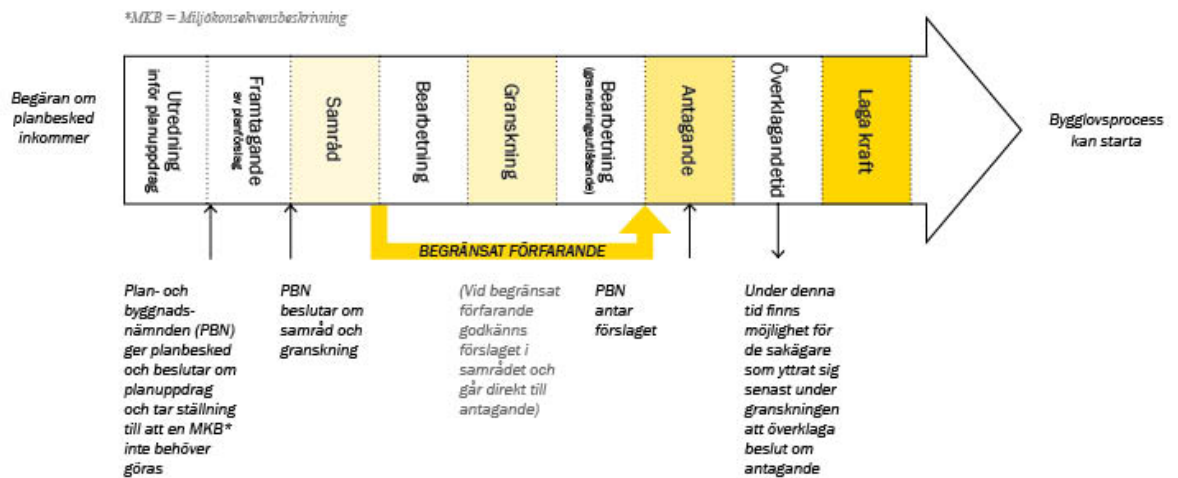 *MKB = Miljökonsekvensbeskrivning
Begäran om
planbesked
inkommer
Utredning
inför planuppdrag
Framtagande
av planförslag
Samråd
Bearbetning
Granskning
Bearbetning
(granskningsutlåtande)
Antagande
Överklagandetid
Laga kraft
Bygglovsprocess
kan starta
BEGRÄNSAT FÖRFARANDE
Plan- och
byggnads-
nämnden (PBN)
ger planbesked
och beslutar om
planuppdrag
och tar ställning
till att en MKB*
inte behöver
göras
PBN
beslutar om
samråd och
granskning
(Vid begränsat
förfarande
godkänns
förslaget i
samrådet och
går direkt till
antagande)
PBN
antar
förslaget
Under denna
tid finns
möjlighet för
de sakägare
som yttrat sig
senast under
granskningen
att överklaga
beslut om
antagande